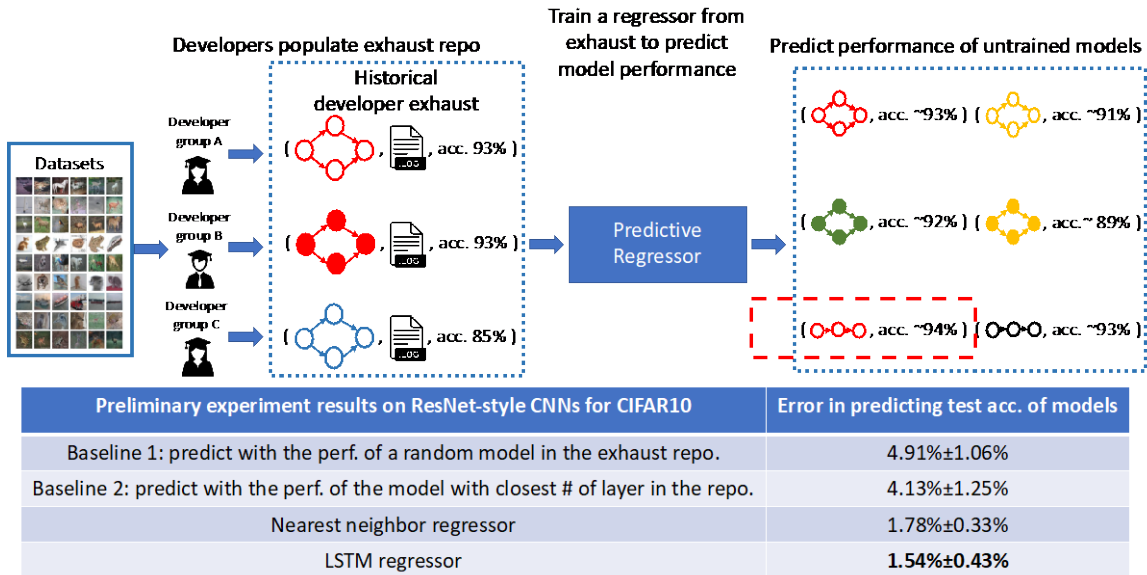 Developers populate exhaust repo
Train a regressor from
exhaust to predict
model performance
Predict performance of untrained models
Datasets
Developer
group A
Developer
group B
Developer
group C
Historical
developer exhaust
( , .LOG , acc. 93% )
( , .LOG , acc. 93% )
( , .LOG , acc. 85% )
Predictive
Regressor
( , acc. ~93% ) ( , acc. ~91% )
( , acc. ~92% ) ( , acc. ~ 89% )
( , acc. ~94% ) ( , acc. ~93% )
Preliminary experiment results on ResNet-style CNNs for CIFAR10 Error in predicting test acc. of models
Baseline 1: predict with the perf. of a random model in the exhaust repo. 4.91%±1.06%
Baseline 2: predict with the perf. of the model with closest # of layer in the repo. 4.13%±1.25%
Nearest neighbor regressor 1.78%±0.33%
LSTM regressor 1.54%±0.43%